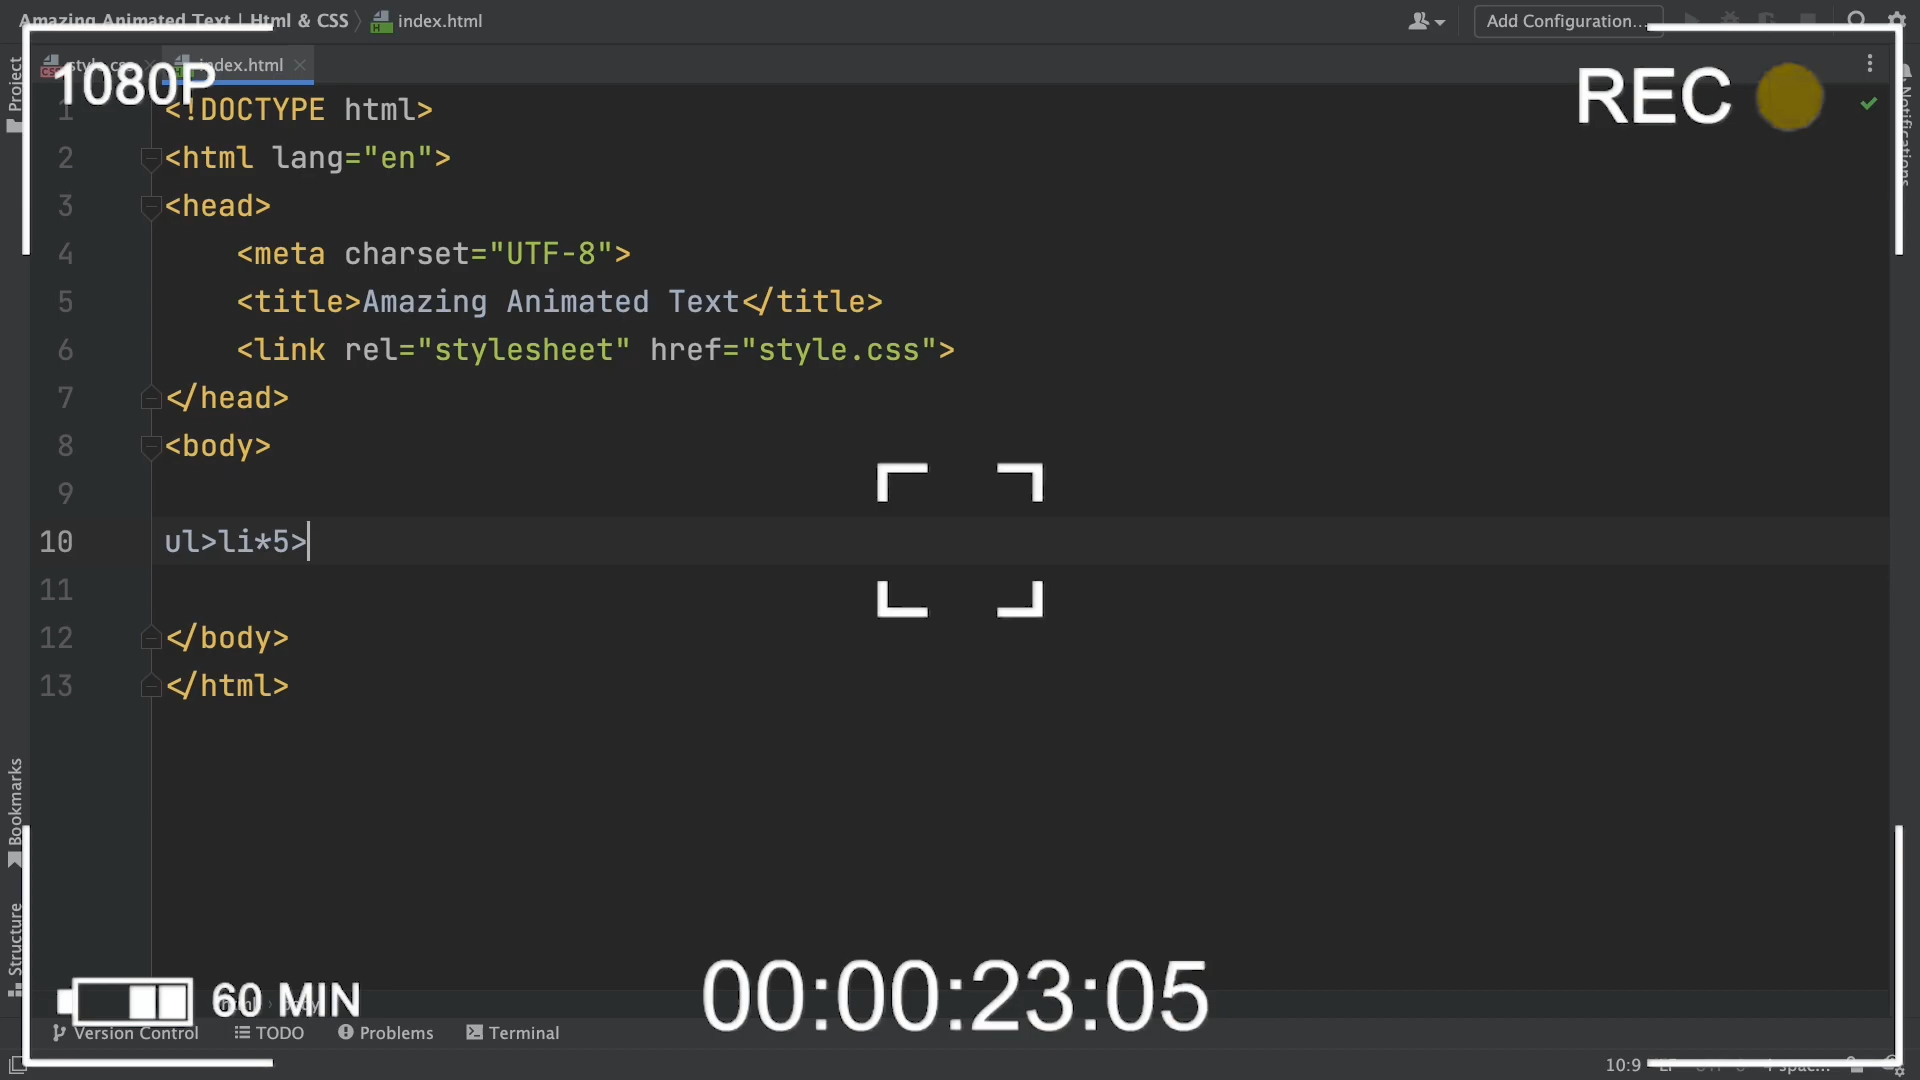 Amazing Animated Text | Html & CSS index.html
Add Configuration...
style.css index.html
1080P
REC
Project
Notifications
1 <!DOCTYPE html>
2 <html lang="en">
3 <head>
4 <meta charset="UTF-8">
5 <title>Amazing Animated Text</title>
6 <link rel="stylesheet" href="style.css">
7 </head>
8 <body>
9
10 ul>li*5>
11
12 </body>
13 </html>
Bookmarks
Structure
60 MIN
00:00:23:05
Version Control TODO Problems Terminal
10:9